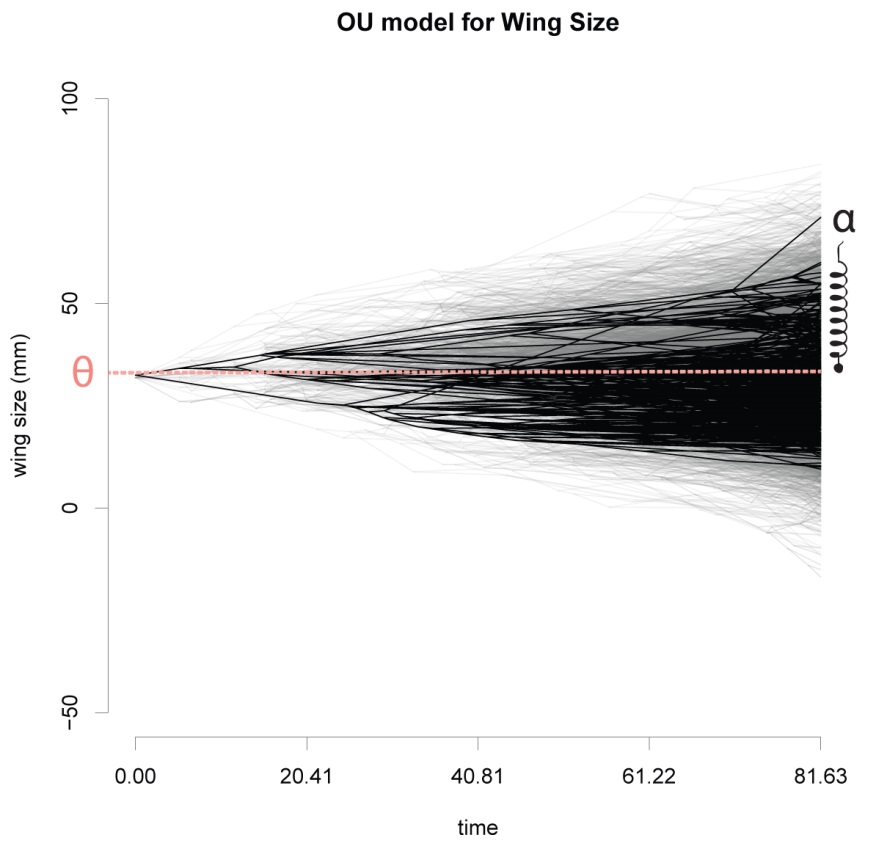 OU model for Wing Size
100
50
0
−50
wing size (mm)
θ
α
0.00 20.41 40.81 61.22 81.63
time